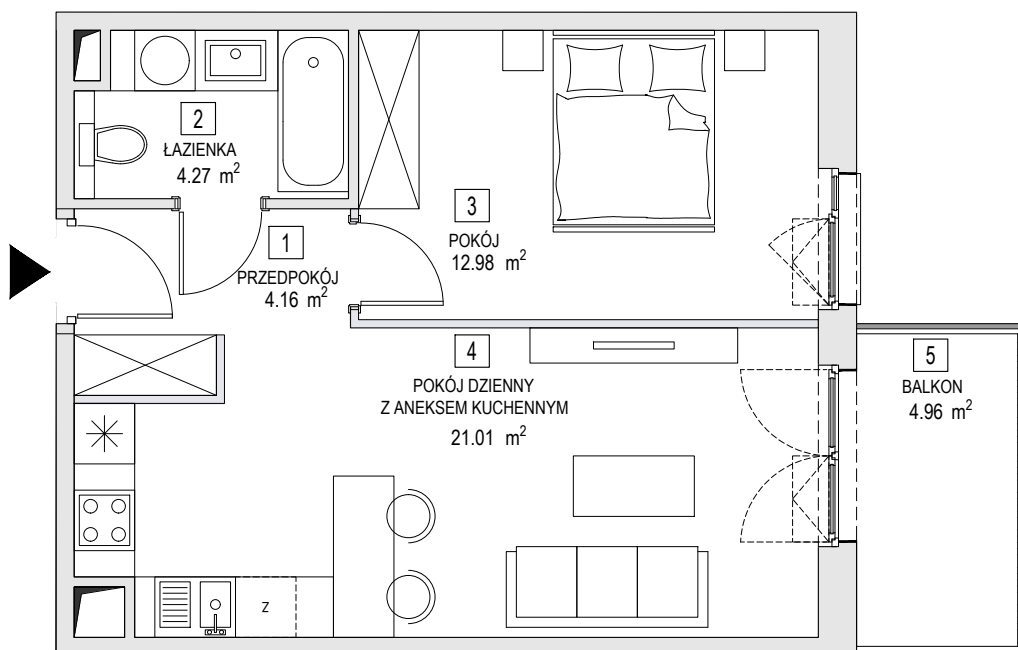 2
ŁAZIENKA
4.27 m²
1
PRZEDPOKÓJ
4.16 m²
3
POKÓJ
12.98 m²
4
POKÓJ DZIENNY
Z ANEKSEM KUCHENNYM
21.01 m²
5
BALKON
4.96 m²
Z